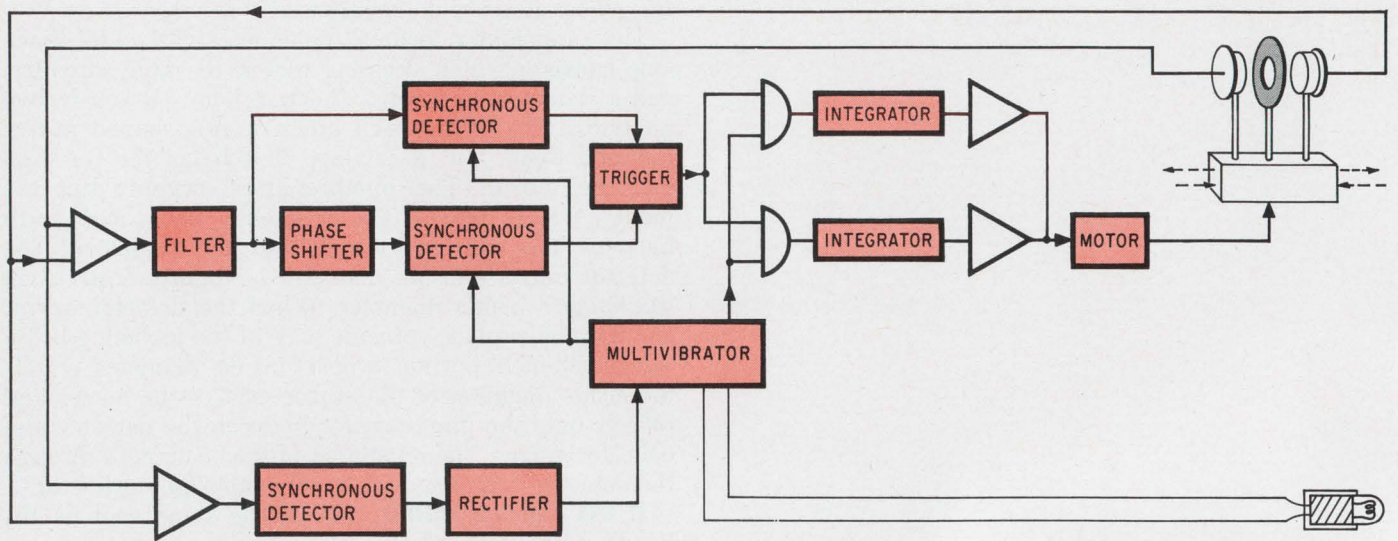 SYNCHRONOUS
DETECTOR
INTEGRATOR
TRIGGER
FILTER
PHASE
SHIFTER
SYNCHRONOUS
DETECTOR
INTEGRATOR
MOTOR
MULTIVIBRATOR
SYNCHRONOUS
DETECTOR
RECTIFIER